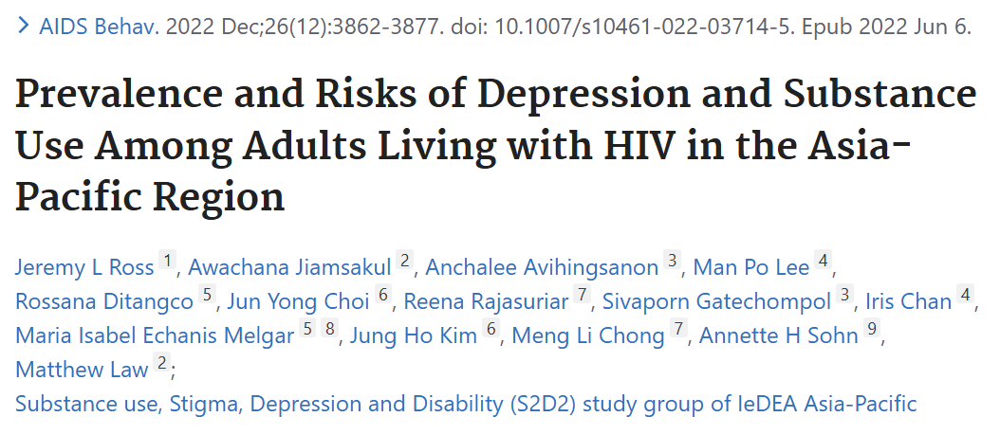 > AIDS Behav. 2022 Dec;26(12):3862-3877. doi: 10.1007/s10461-022-03714-5. Epub 2022 Jun 6.
Prevalence and Risks of Depression and Substance
Use Among Adults Living with HIV in the Asia-
Pacific Region
Jeremy L Ross 1, Awachana Jiamsakul 2, Anchalee Avihingsanon 3, Man Po Lee 4,
Rossana Ditangco 5, Jun Yong Choi 6, Reena Rajasuriar 7, Sivaporn Gatechompol 3, Iris Chan 4,
Maria Isabel Echanis Melgar 5 8, Jung Ho Kim 6, Meng Li Chong 7, Annette H Sohn 9,
Matthew Law 2;
Substance use, Stigma, Depression and Disability (S2D2) study group of IeDEA Asia-Pacific